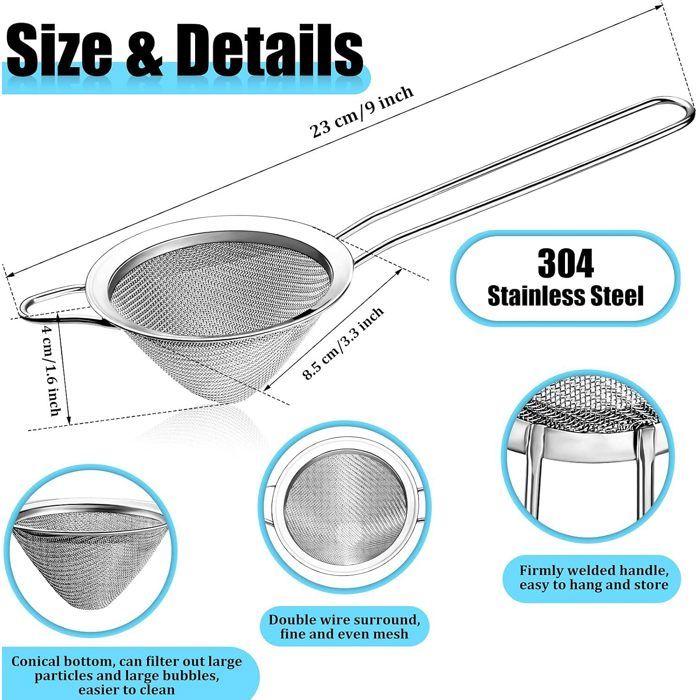 Size & Details
23 cm/9 inch
304
Stainless Steel
4 cm/1.6 inch
8.5 cm/3.3 inch
Firmly welded handle,
easy to hang and store
Double wire surround,
fine and even mesh
Conical bottom, can filter out large
particles and large bubbles,
easier to clean